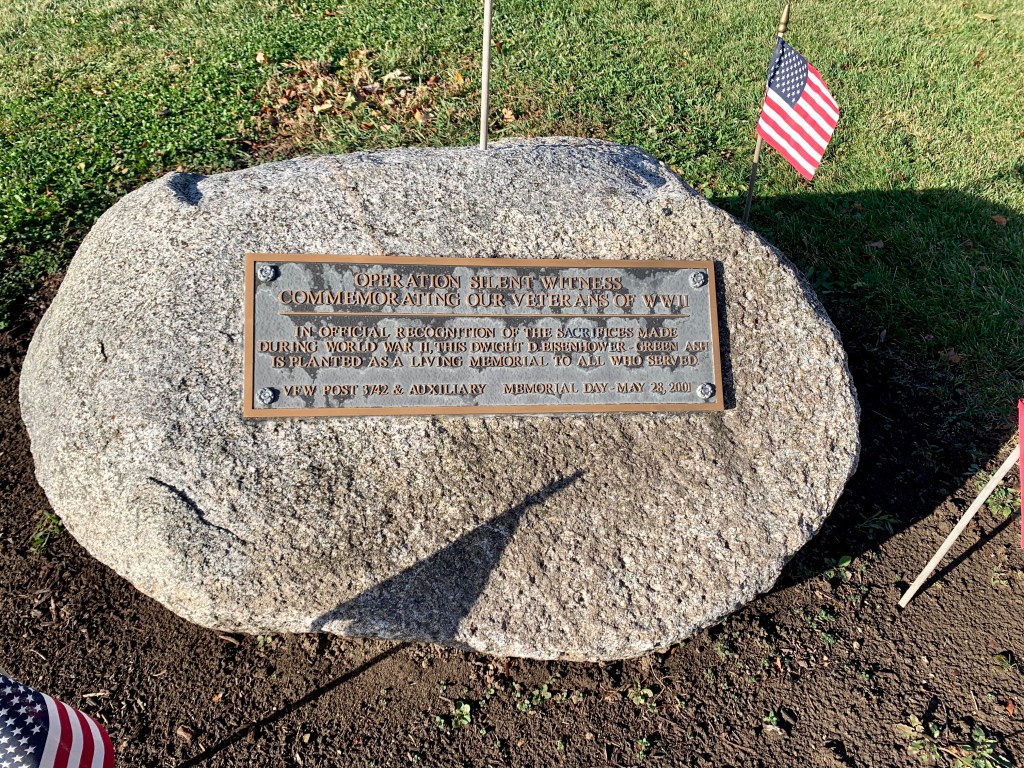 OPERATION SILENT WITNESS
COMMEMORATING OUR VETERANS OF WWII
IN OFFICIAL RECOGNITION OF THE SACRIFICES MADE
DURING WORLD WAR II, THIS DWIGHT D. EISENHOWER - GREEN ASH
IS PLANTED AS A LIVING MEMORIAL TO ALL WHO SERVED
VFW POST 3742 & AUXILIARY MEMORIAL DAY - MAY 28, 2001